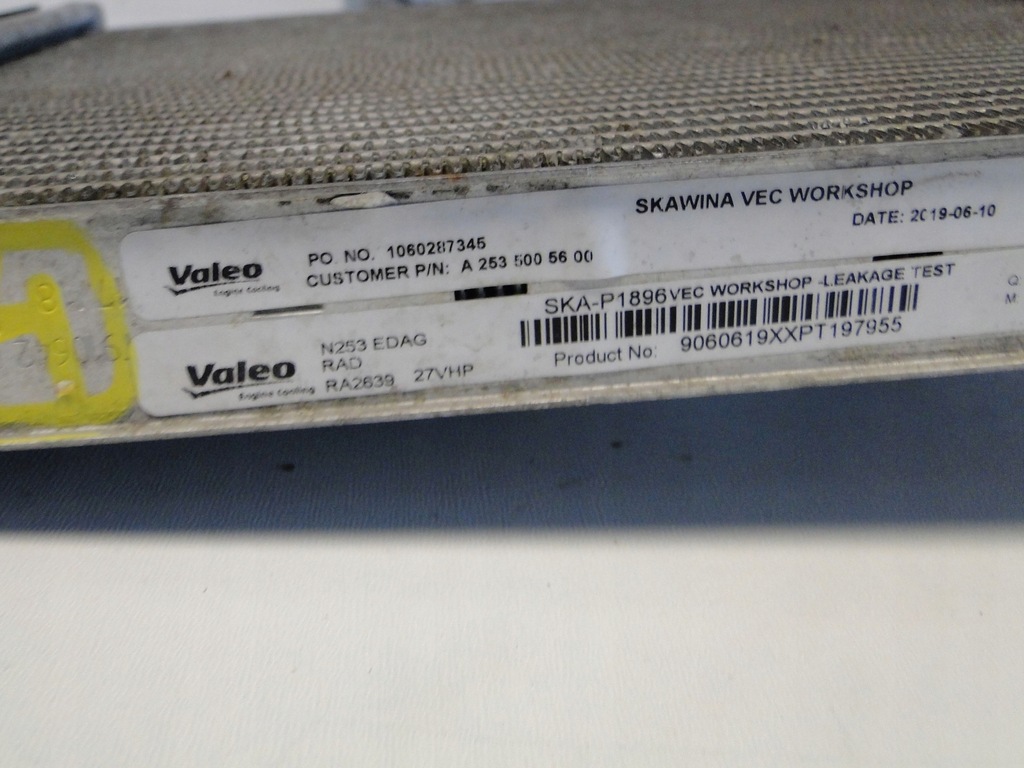 SKAWINA VEC WORKSHOP
DATE: 2019-06-10
Valeo
Engine Cooling
PO. NO. 1060287345
CUSTOMER P/N: A 253 500 56 00
SKA-P1896 VEC WORKSHOP -LEAKAGE TEST
Product No: 9060619XXPT197955
Valeo
Engine Cooling
N253 EDAG
RAD
RA2639 27VHP
Q
M